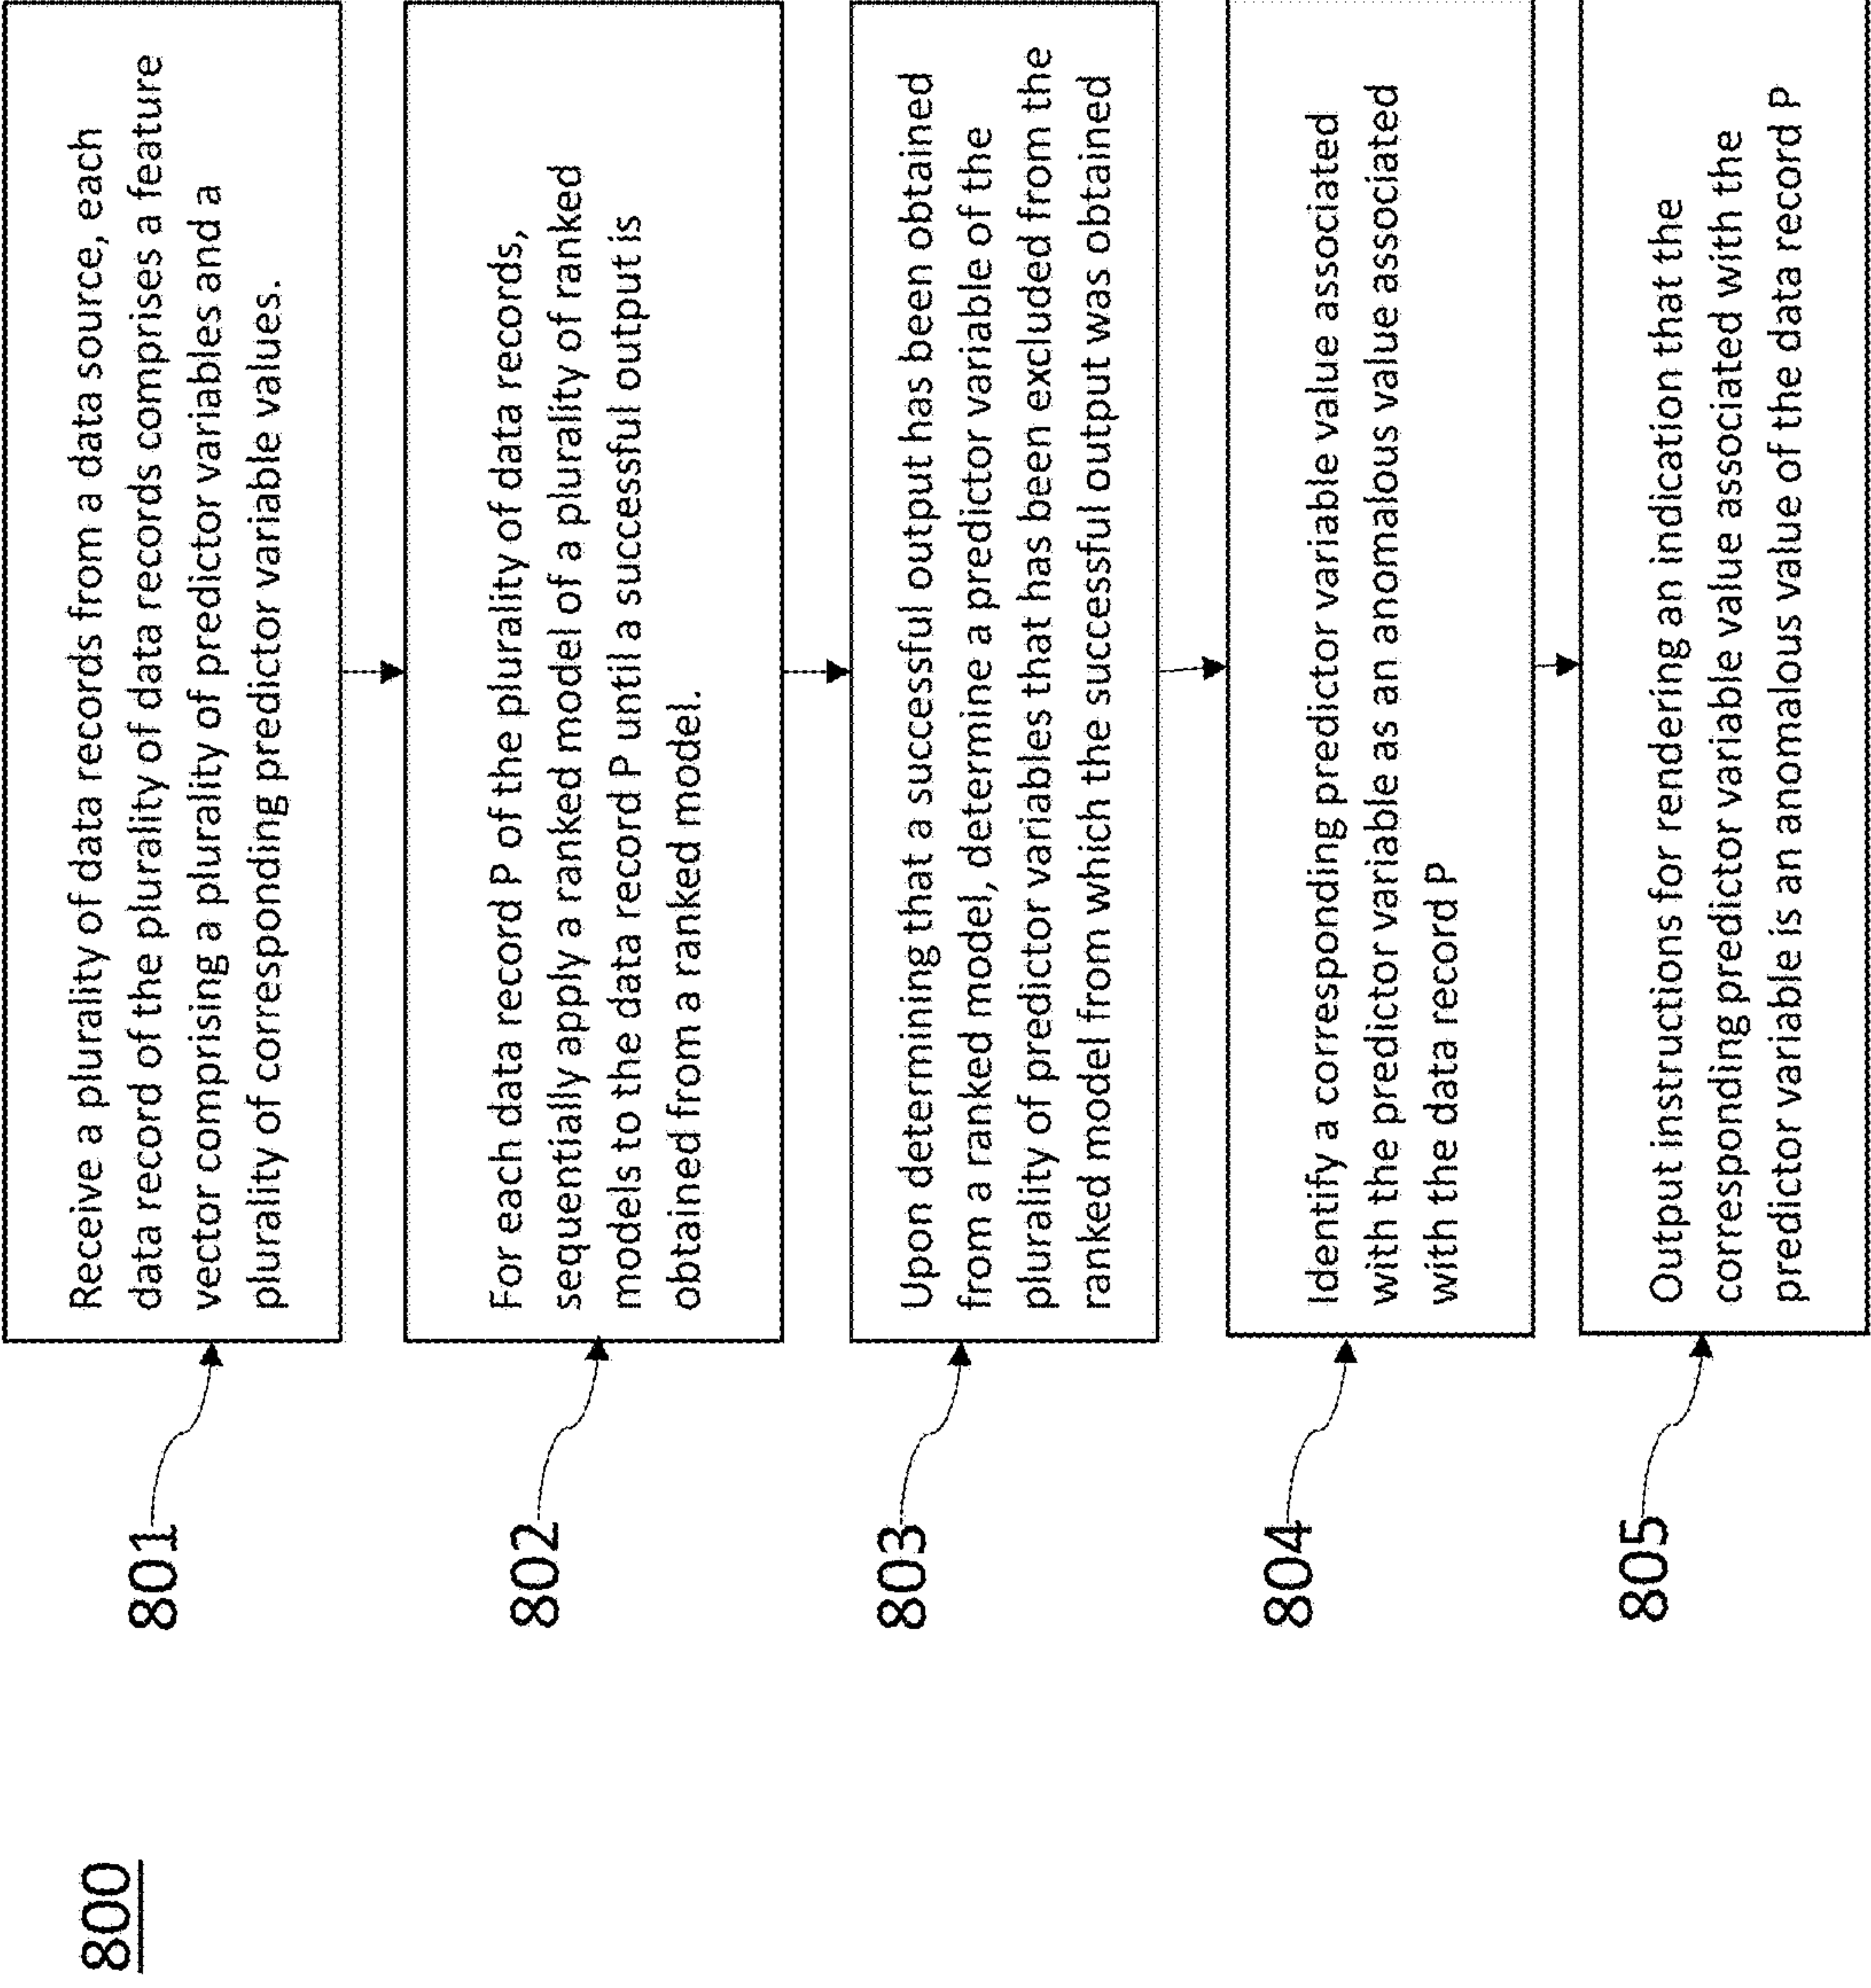 800
801
Receive a plurality of data records from a data source, each
data record of the plurality of data records comprises a feature
vector comprising a plurality of predictor variables and a
plurality of corresponding predictor variable values.
802
For each data record P of the plurality of data records,
sequentially apply a ranked model of a plurality of ranked
models to the data record P until a successful output is
obtained from a ranked model.
803
Upon determining that a successful output has been obtained
from a ranked model, determine a predictor variable of the
plurality of predictor variables that has been excluded from the
ranked model from which the successful output was obtained
804
Identify a corresponding predictor variable value associated
with the predictor variable as an anomalous value associated
with the data record P
805
Output instructions for rendering an indication that the
corresponding predictor variable value associated with the
predictor variable is an anomalous value of the data record P